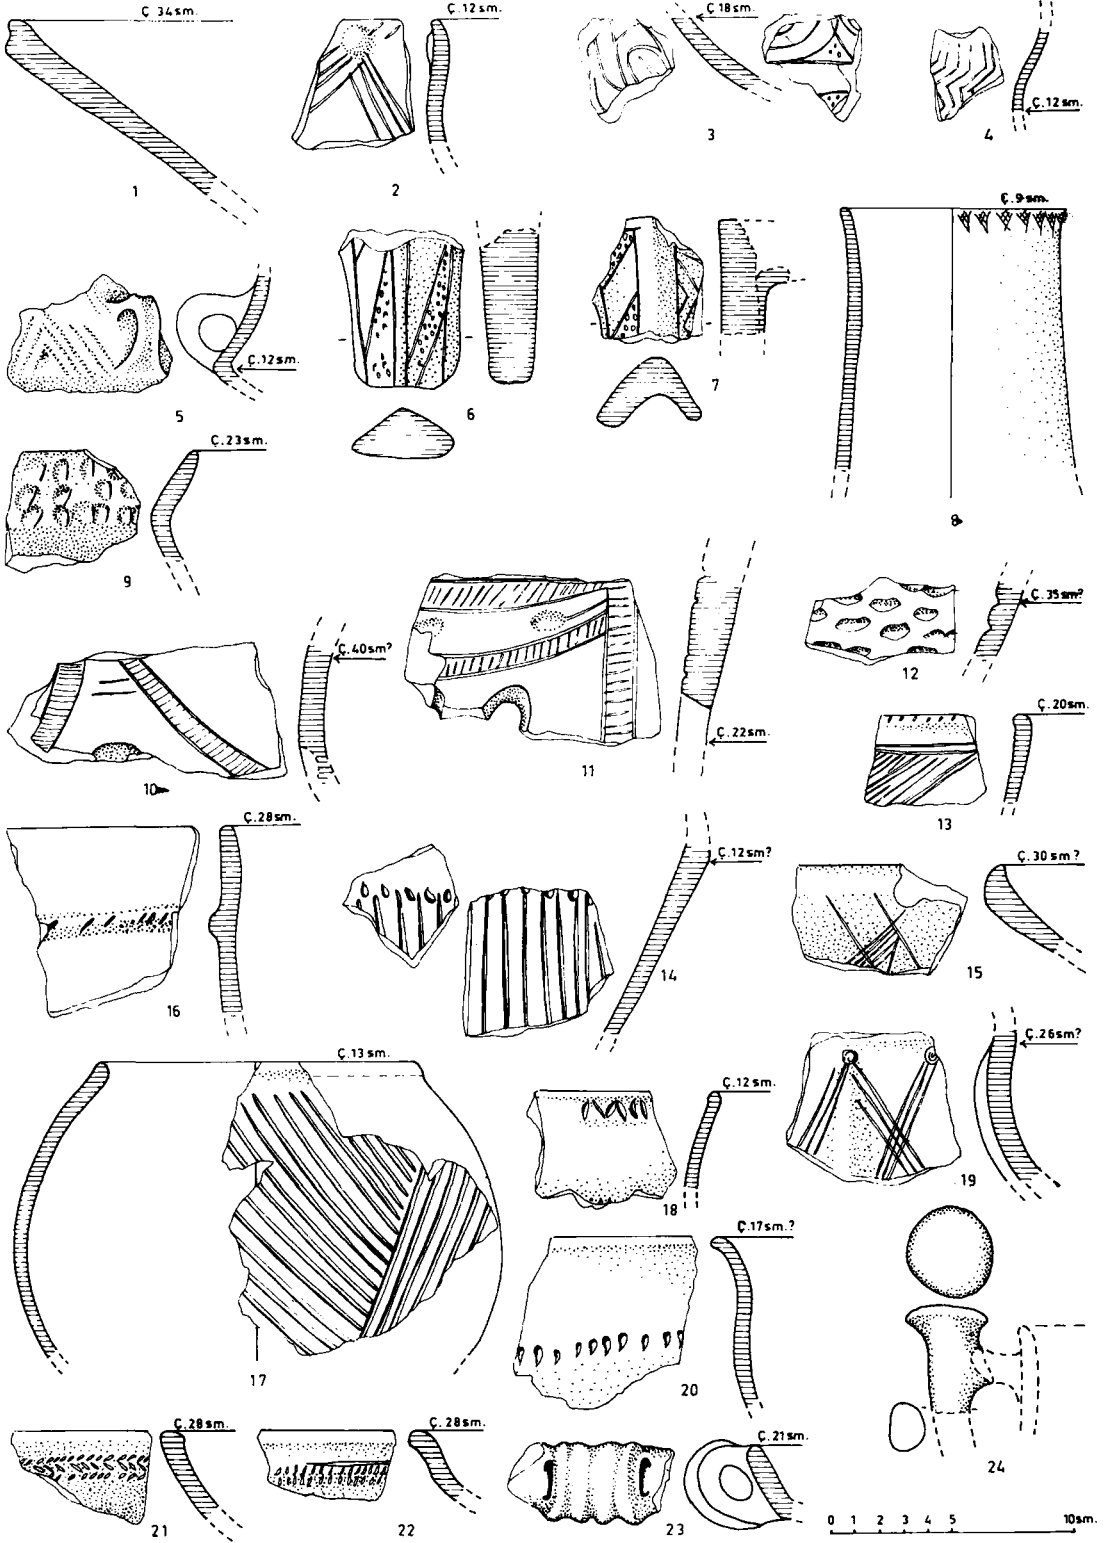 Ç 34sm.
Ç.12sm.
Ç18sm.
Ç.12sm.
1
2
3
4
Ç.9sm.
Ç.12sm.
5
6
7
8
Ç.23sm.
9
Ç.40sm?
10
11
Ç.22sm.
Ç.35sm?
12
Ç.20sm.
13
Ç.28sm.
16
Ç.12sm?
14
Ç.30sm?
15
Ç.13sm.
17
Ç.12sm.
18
Ç.26sm?
19
Ç.17sm.?
20
24
Ç.28sm.
21
Ç.28sm.
22
Ç.21sm.
23
0 1 2 3 4 5 10sm.